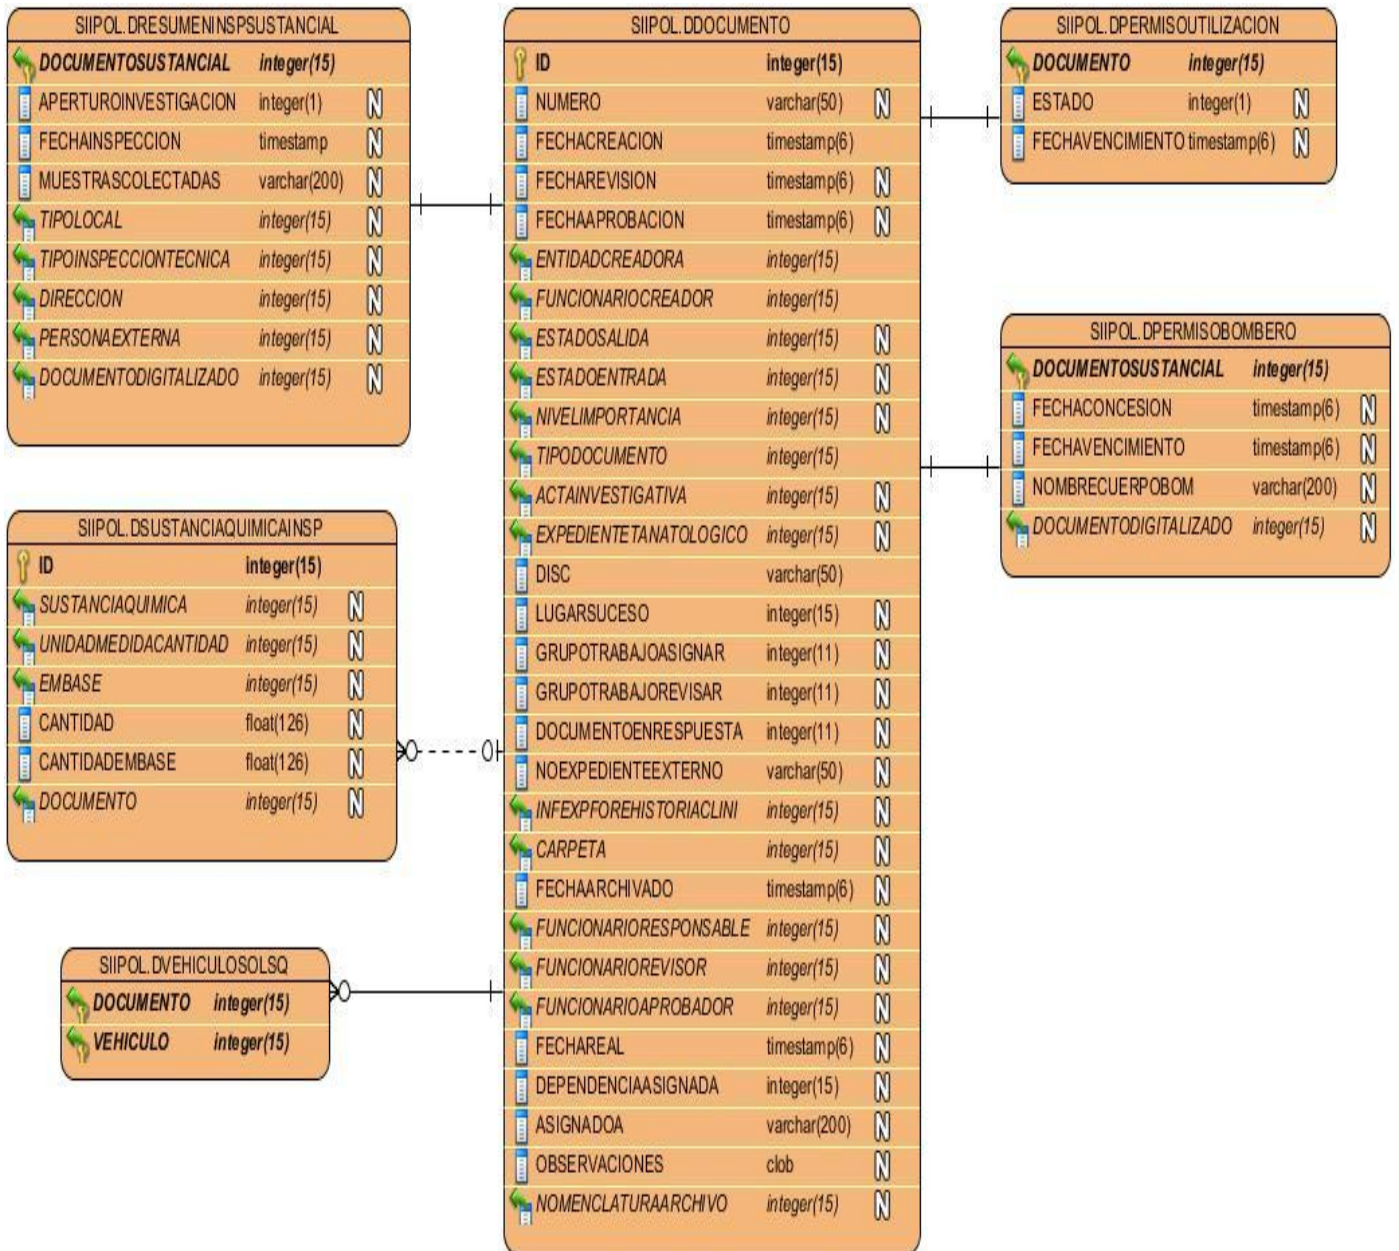 SIIPOL.DRESUMENINSPSUSTANCIAL
DOCUMENTOSUSTANCIAL integer(15)
APERTUROINVESTIGACION integer(1) N
FECHAINSPECCION timestamp N
MUESTRASCOLECTADAS varchar(200) N
TIPOLOCAL integer(15) N
TIPOINSPECCIONTECNICA integer(15) N
DIRECCION integer(15) N
PERSONAEXTERNA integer(15) N
DOCUMENTODIGITALIZADO integer(15) N
SIIPOL.DSUSTANCIAQUIMICAINSP
ID integer(15)
SUSTANCIAQUIMICA integer(15) N
UNIDADMEDIDACANTIDAD integer(15) N
EMBASE integer(15) N
CANTIDAD float(126) N
CANTIDADEMBASE float(126) N
DOCUMENTO integer(15) N
SIIPOL.DVEHICULOSOLSQ
DOCUMENTO integer(15)
VEHICULO integer(15)
SIIPOL.DDOCUMENTO
ID integer(15)
NUMERO varchar(50) N
FECHACREACION timestamp(6)
FECHAREVISION timestamp(6) N
FECHAAPROBACION timestamp(6) N
ENTIDADCREADORA integer(15)
FUNCIONARIOCREADOR integer(15)
ESTADOSALIDA integer(15) N
ESTADOENTRADA integer(15) N
NIVELIMPORTANCIA integer(15) N
TIPODOCUMENTO integer(15)
ACTAINVESTIGATIVA integer(15) N
EXPEDIENTETANATOLOGICO integer(15) N
DISC varchar(50)
LUGARSUCESO integer(15) N
GRUPOTRABAJOASIGNAR integer(11) N
GRUPOTRABAJOREVISAR integer(11) N
DOCUMENTOENRESPUESTA integer(11) N
NOEXPEDIENTEEXTERNO varchar(50) N
INFEXPFOREHISTORIACLINI integer(15) N
CARPETA integer(15) N
FECHAARCHIVADO timestamp(6) N
FUNCIONARIORESPONSABLE integer(15) N
FUNCIONARIOREVISOR integer(15) N
FUNCIONARIOAPROBADOR integer(15) N
FECHAREAL timestamp(6) N
DEPENDENCIAASIGNADA integer(15) N
ASIGNADOA varchar(200) N
OBSERVACIONES clob N
NOMENCLATURAARCHIVO integer(15) N
SIIPOL.DPERMISOUTILIZACION
DOCUMENTO integer(15)
ESTADO integer(1) N
FECHAVENCIMIENTO timestamp(6) N
SIIPOL.DPERMISOBOMBERO
DOCUMENTOSUSTANCIAL integer(15)
FECHACONCESION timestamp(6) N
FECHAVENCIMIENTO timestamp(6) N
NOMBRECUERPOBOM varchar(200) N
DOCUMENTODIGITALIZADO integer(15) N